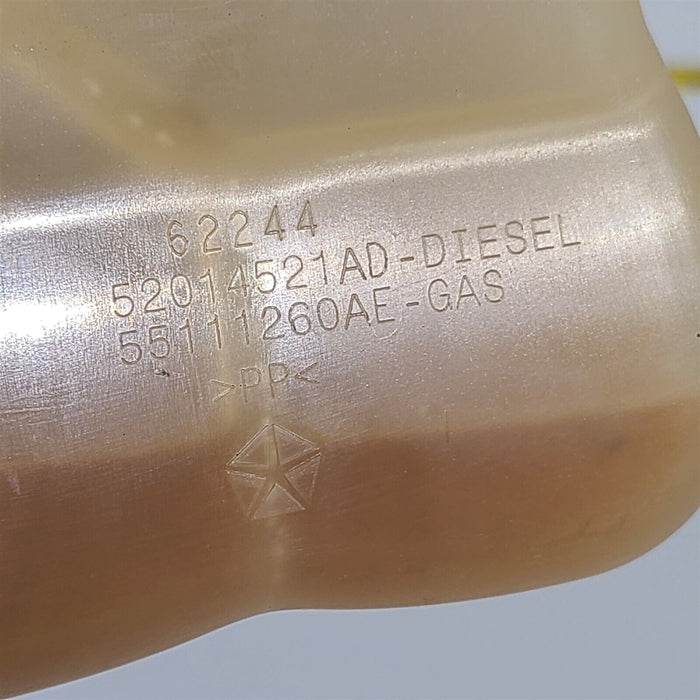 62244
52014521AD-DIESEL
55111260AE-GAS
>PP<